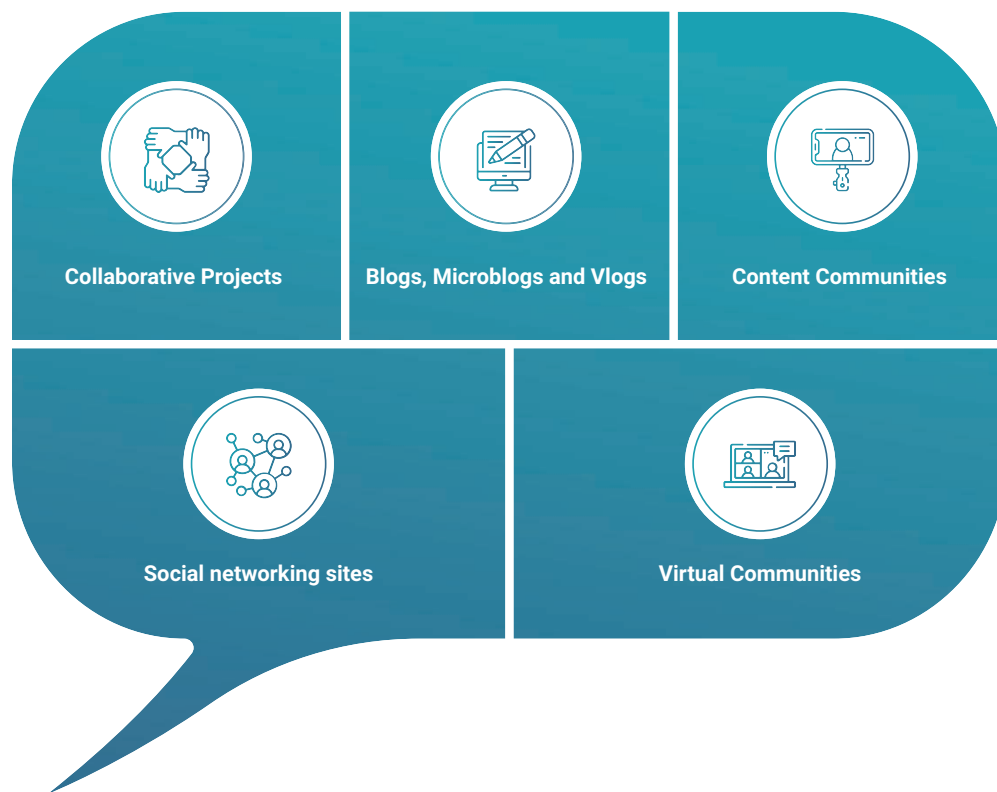 Collaborative Projects
Blogs, Microblogs and Vlogs
Content Communities
Social networking sites
Virtual Communities